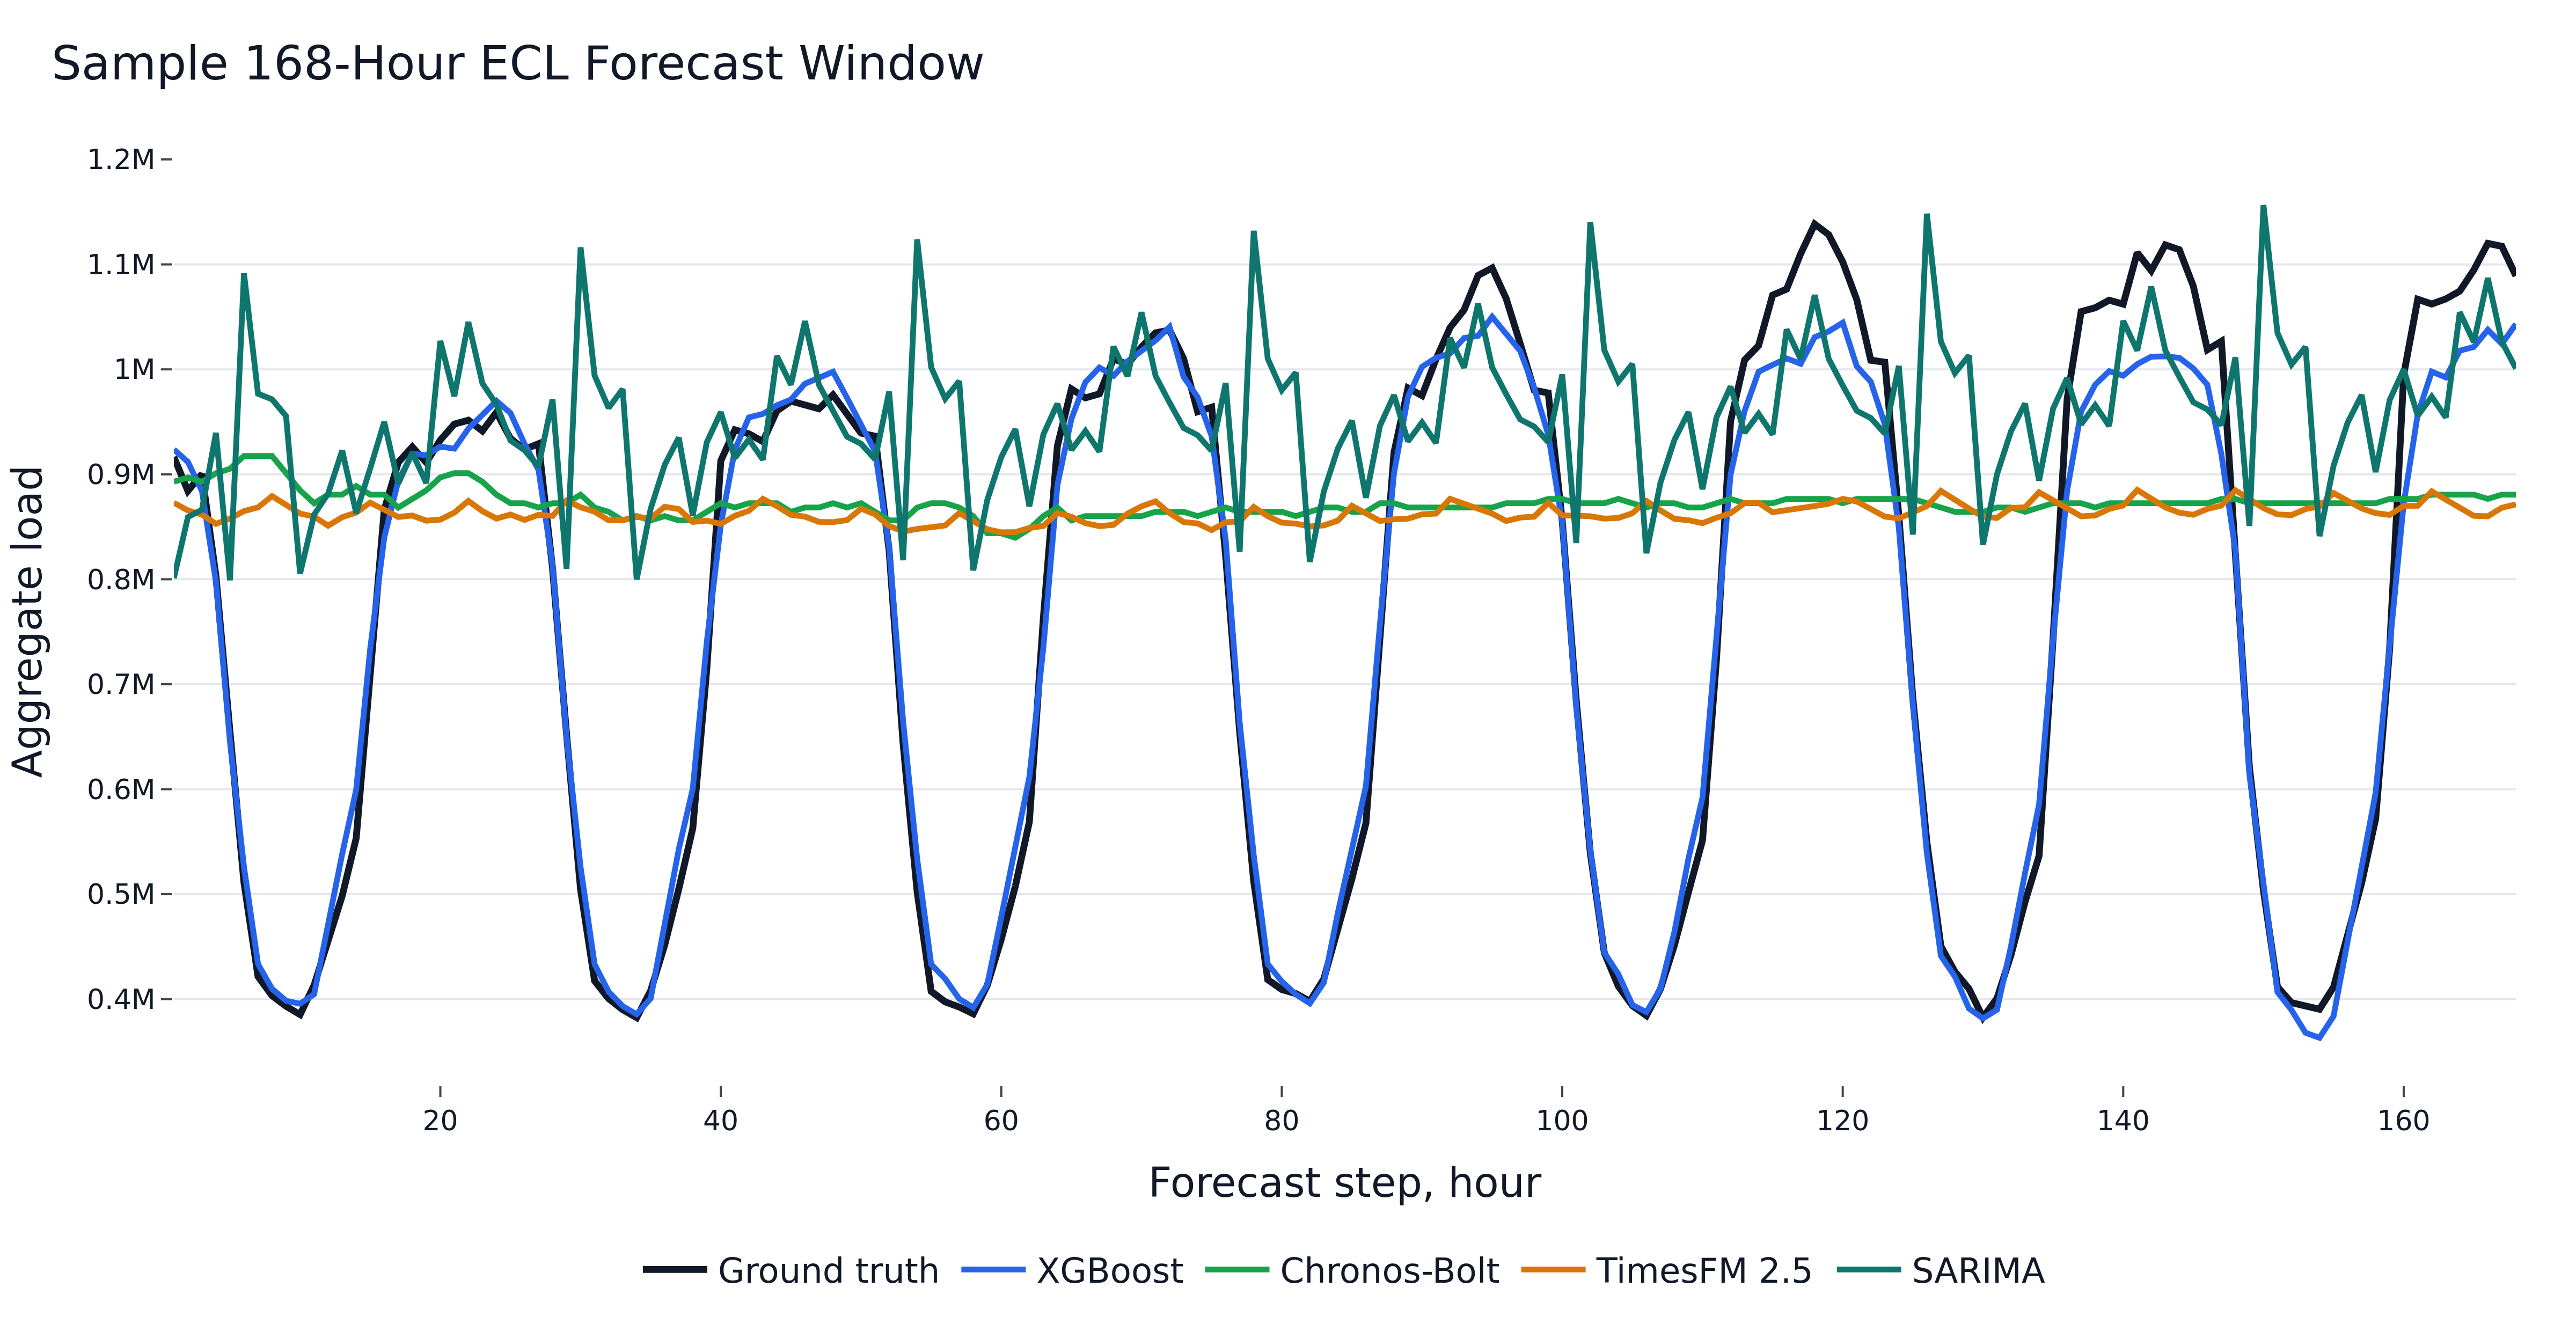 Sample 168-Hour ECL Forecast Window
1.2M
1.1M
1M
0.9M
0.8M
0.7M
0.6M
0.5M
0.4M
Aggregate load
20 40 60 80 100 120 140 160
Forecast step, hour
Ground truth XGBoost Chronos-Bolt TimesFM 2.5 SARIMA